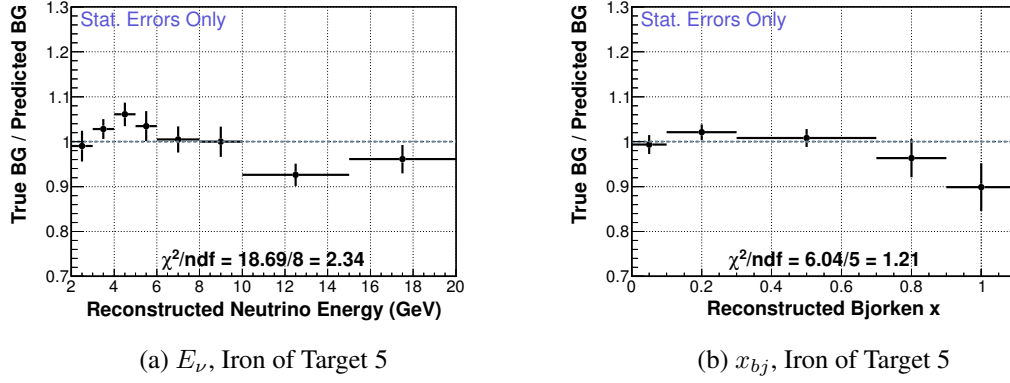 True BG / Predicted BG
1.3
1.2
1.1
1
0.9
0.8
0.7
Stat. Errors Only
χ²/ndf = 18.69/8 = 2.34
2 4 6 8 10 12 14 16 18 20
Reconstructed Neutrino Energy (GeV)
(a) E_ν, Iron of Target 5
True BG / Predicted BG
1.3
1.2
1.1
1
0.9
0.8
0.7
Stat. Errors Only
χ²/ndf = 6.04/5 = 1.21
0 0.2 0.4 0.6 0.8 1
Reconstructed Bjorken x
(b) x_bj, Iron of Target 5